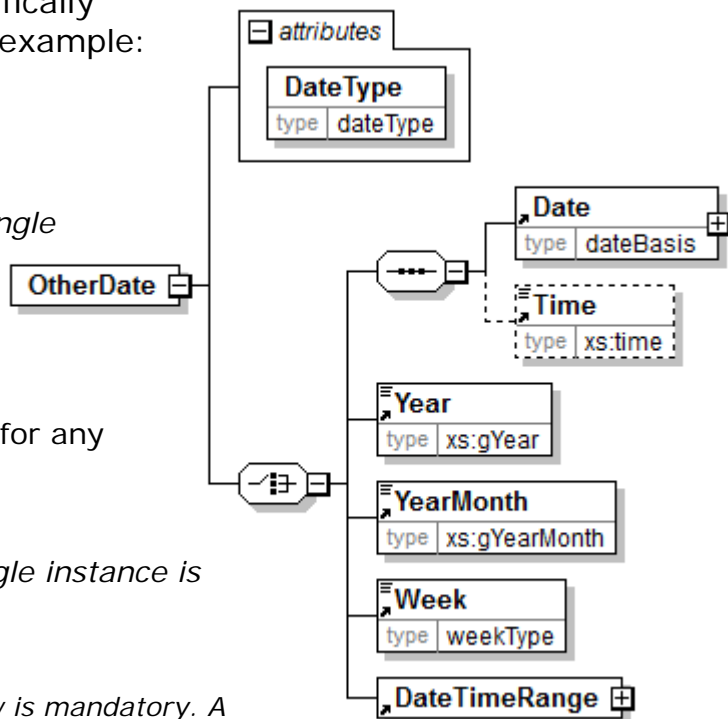 fically
example:
ngle
for any
gle instance is
y is mandatory. A
attributes
DateType
type dateType
OtherDate
Date
type dateBasis
Time
type xs:time
Year
type xs:gYear
YearMonth
type xs:gYearMonth
Week
type weekType
DateTimeRange